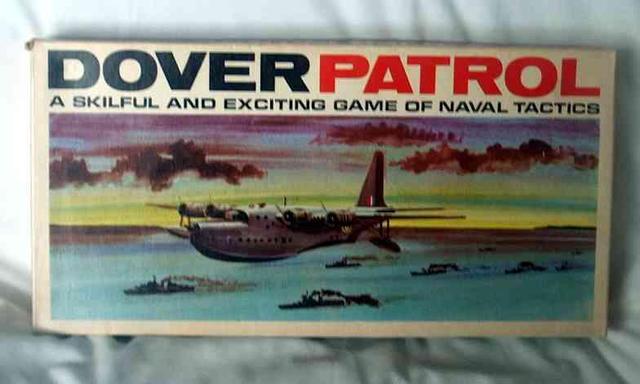 DOVER PATROL
A SKILFUL AND EXCITING GAME OF NAVAL TACTICS